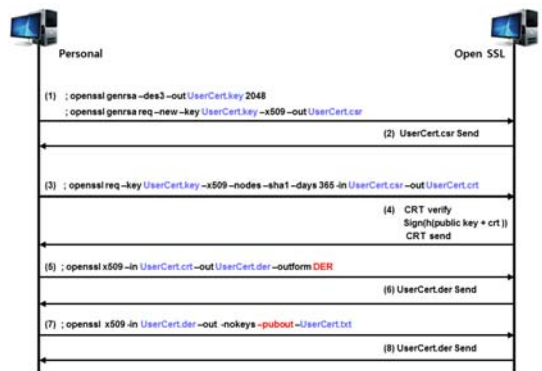 Personal
Open SSL
(1) ; openssl genrsa –des3 –out UserCert.key 2048
; openssl genrsa req –new –key UserCert.key –x509 –out UserCert.csr
(2) UserCert.csr Send
(3) ; openssl req –key UserCert.key –x509 –nodes –sha1 –days 365 -in UserCert.csr –out UserCert.crt
(4) CRT verify
Sign(h(public key + crt ))
CRT send
(5) ; openssl x509 –in UserCert.crt –out UserCert.der –outform DER
(6) UserCert.der Send
(7) ; openssl x509 -in UserCert.der –out -nokeys –pubout –UserCert.txt
(8) UserCert.der Send